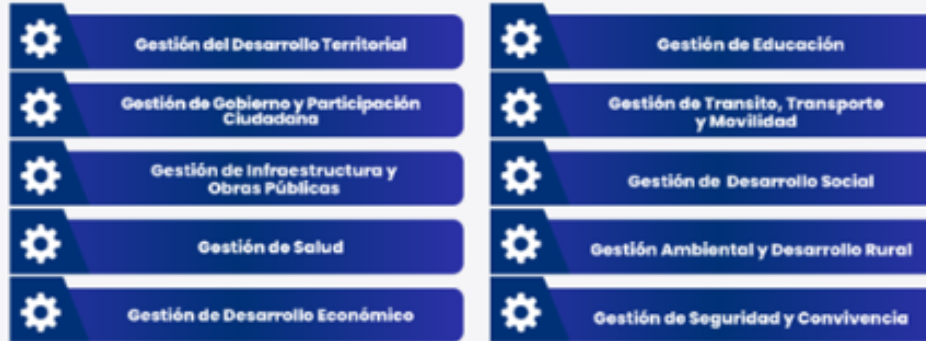 Gestión del Desarrollo Territorial
Gestión de Gobierno y Participación
Ciudadana
Gestión de Infraestructura y
Obras Públicas
Gestión de Salud
Gestión de Desarrollo Económico
Gestión de Educación
Gestión de Transito, Transporte
y Movilidad
Gestión de Desarrollo Social
Gestión Ambiental y Desarrollo Rural
Gestión de Seguridad y Convivencia